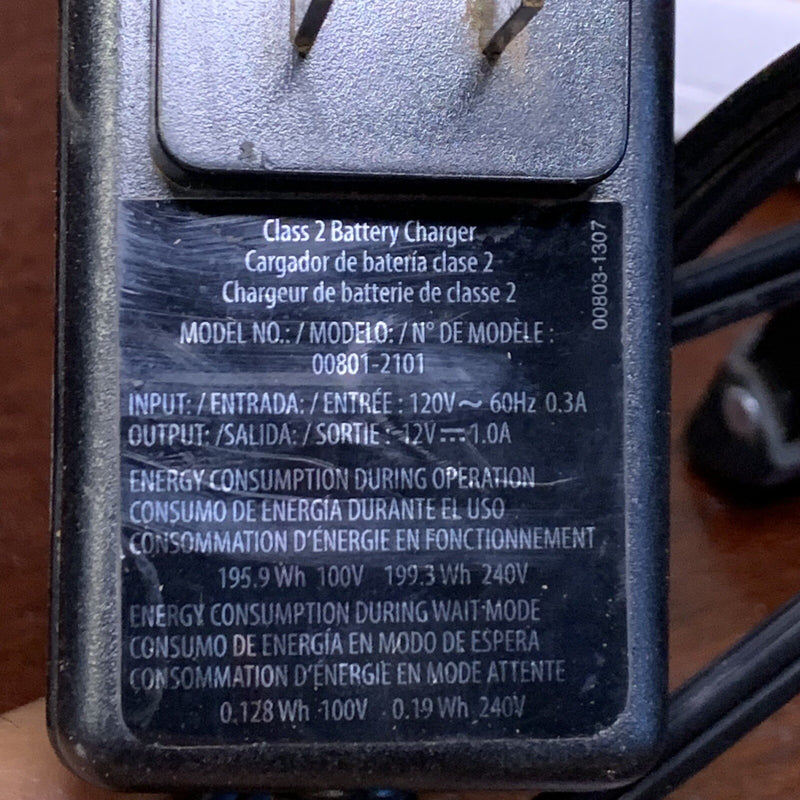 Class 2 Battery Charger
Cargador de batería clase 2
Chargeur de batterie de classe 2
00803-1307
MODEL NO.: / MODELO: / N° DE MODÈLE :
00801-2101
INPUT: / ENTRADA: / ENTRÉE : 120V～ 60Hz 0.3A
OUTPUT: /SALIDA: / SORTIE : 12V⎓1.0A
ENERGY CONSUMPTION DURING OPERATION
CONSUMO DE ENERGÍA DURANTE EL USO
CONSOMMATION D'ÉNERGIE EN FONCTIONNEMENT
195.9 Wh 100V 199.3 Wh 240V
ENERGY CONSUMPTION DURING WAIT MODE
CONSUMO DE ENERGÍA EN MODO DE ESPERA
CONSOMMATION D'ÉNERGIE EN MODE ATTENTE
0.128 Wh 100V 0.19 Wh 240V